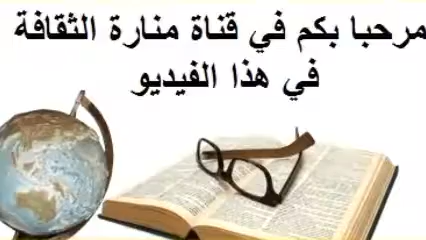 مرحبا بكم في قناة منارة الثقافة
في هذا الفيديو